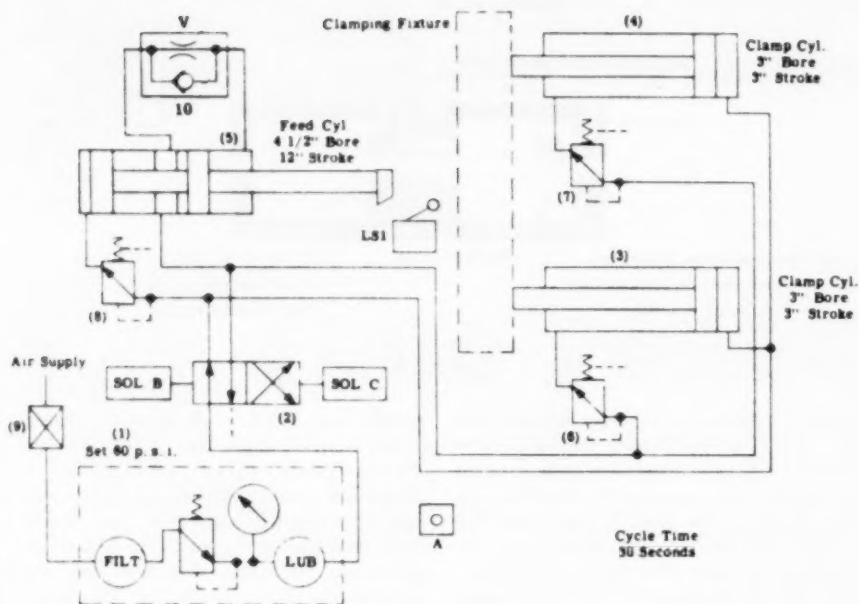 V
10
(5)
Feed Cyl
4 1/2" Bore
12" Stroke
Clamping Fixture
(4)
Clamp Cyl.
3" Bore
3" Stroke
(7)
LS1
(8)
(3)
Clamp Cyl.
3" Bore
3" Stroke
Air Supply
SOL B
SOL C
(2)
(9)
(1)
Set 60 p. s. i.
(6)
FILT
LUB
A
Cycle Time
30 Seconds